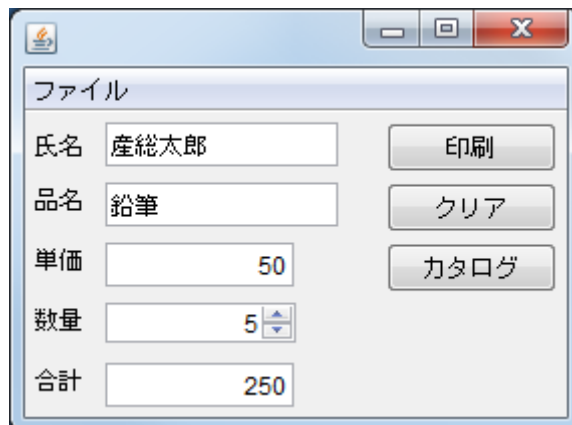 ファイル
氏名 産総太郎 印刷
品名 鉛筆 クリア
単価 50 カタログ
数量 5
合計 250